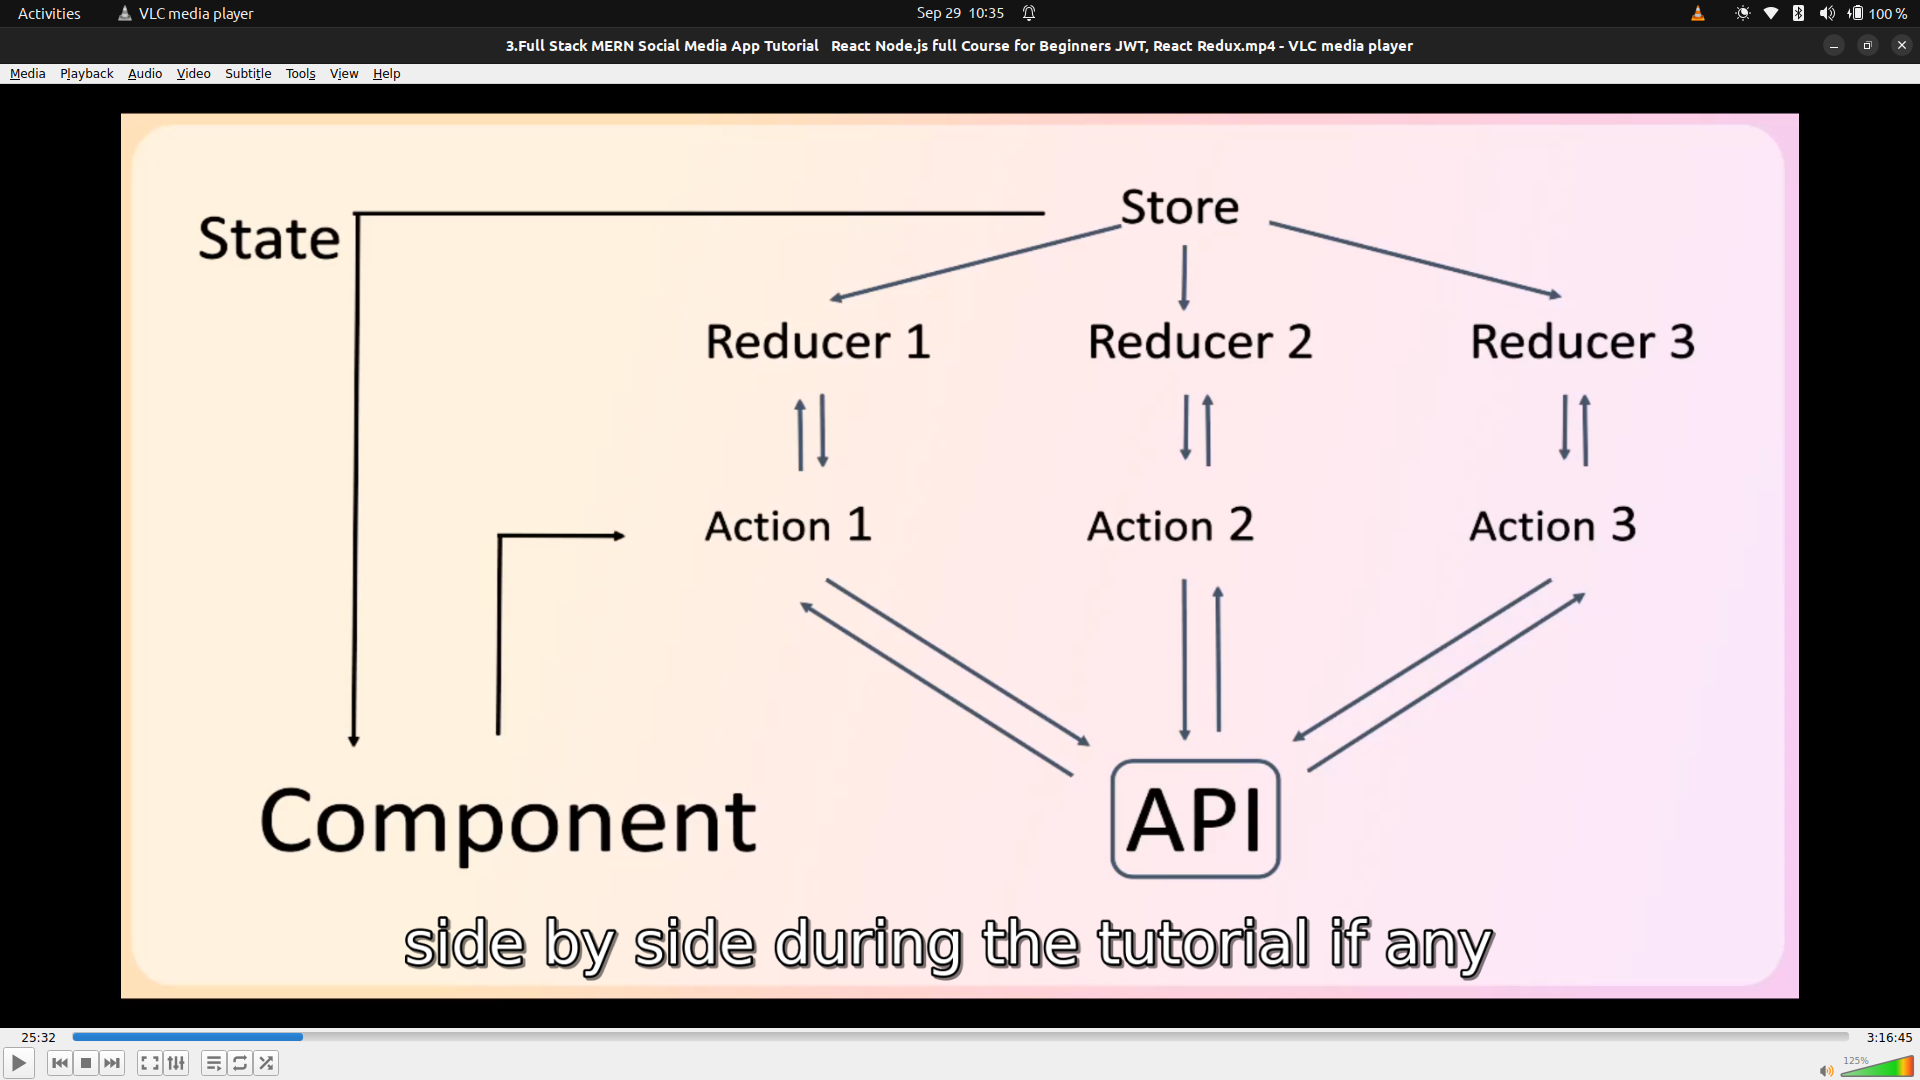 Activities VLC media player Sep 29 10:35 100 %
3.Full Stack MERN Social Media App Tutorial React Node.js full Course for Beginners JWT, React Redux.mp4 - VLC media player
Media Playback Audio Video Subtitle Tools View Help
Store
State
Reducer 1 Reducer 2 Reducer 3
Action 1 Action 2 Action 3
Component API
side by side during the tutorial if any
25:32 3:16:45
125%